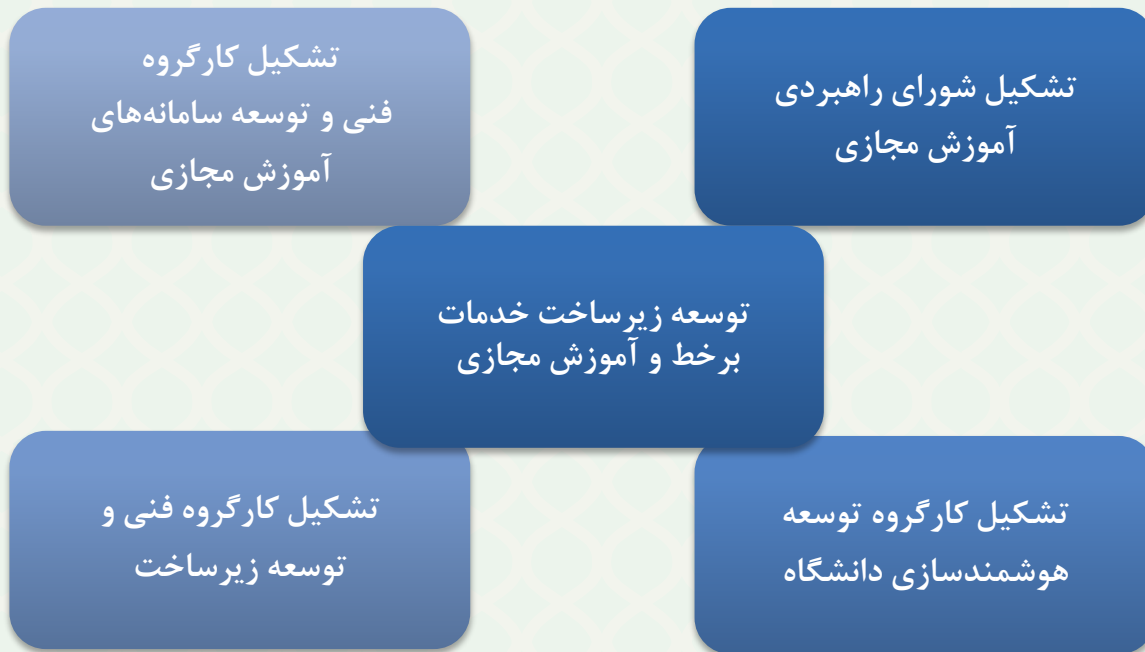 تشکیل شورای راهبردی
آموزش مجازی
تشکیل کارگروه
فنی و توسعه سامانه‌های
آموزش مجازی
توسعه زیرساخت خدمات
برخط و آموزش مجازی
تشکیل کارگروه توسعه
هوشمندسازی دانشگاه
تشکیل کارگروه فنی و
توسعه زیرساخت